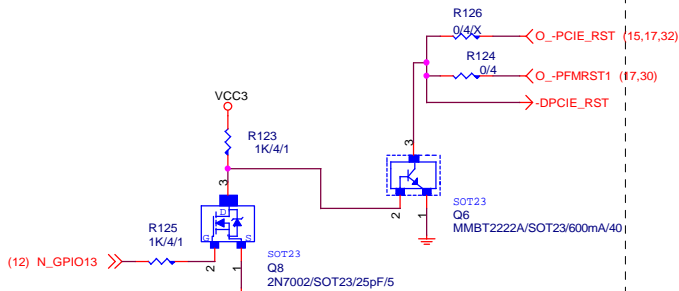 R126
0/4/X
O_-PCIE_RST (15,17,32)
R124
0/4
O_-PFMRST1 (17,30)
-DPCIE_RST
VCC3
R123
1K/4/1
3
3
2
1
SOT23
Q6
MMBT2222A/SOT23/600mA/40
R125
1K/4/1
D
G
S
(12) N_GPIO13
2
1
SOT23
Q8
2N7002/SOT23/25pF/5